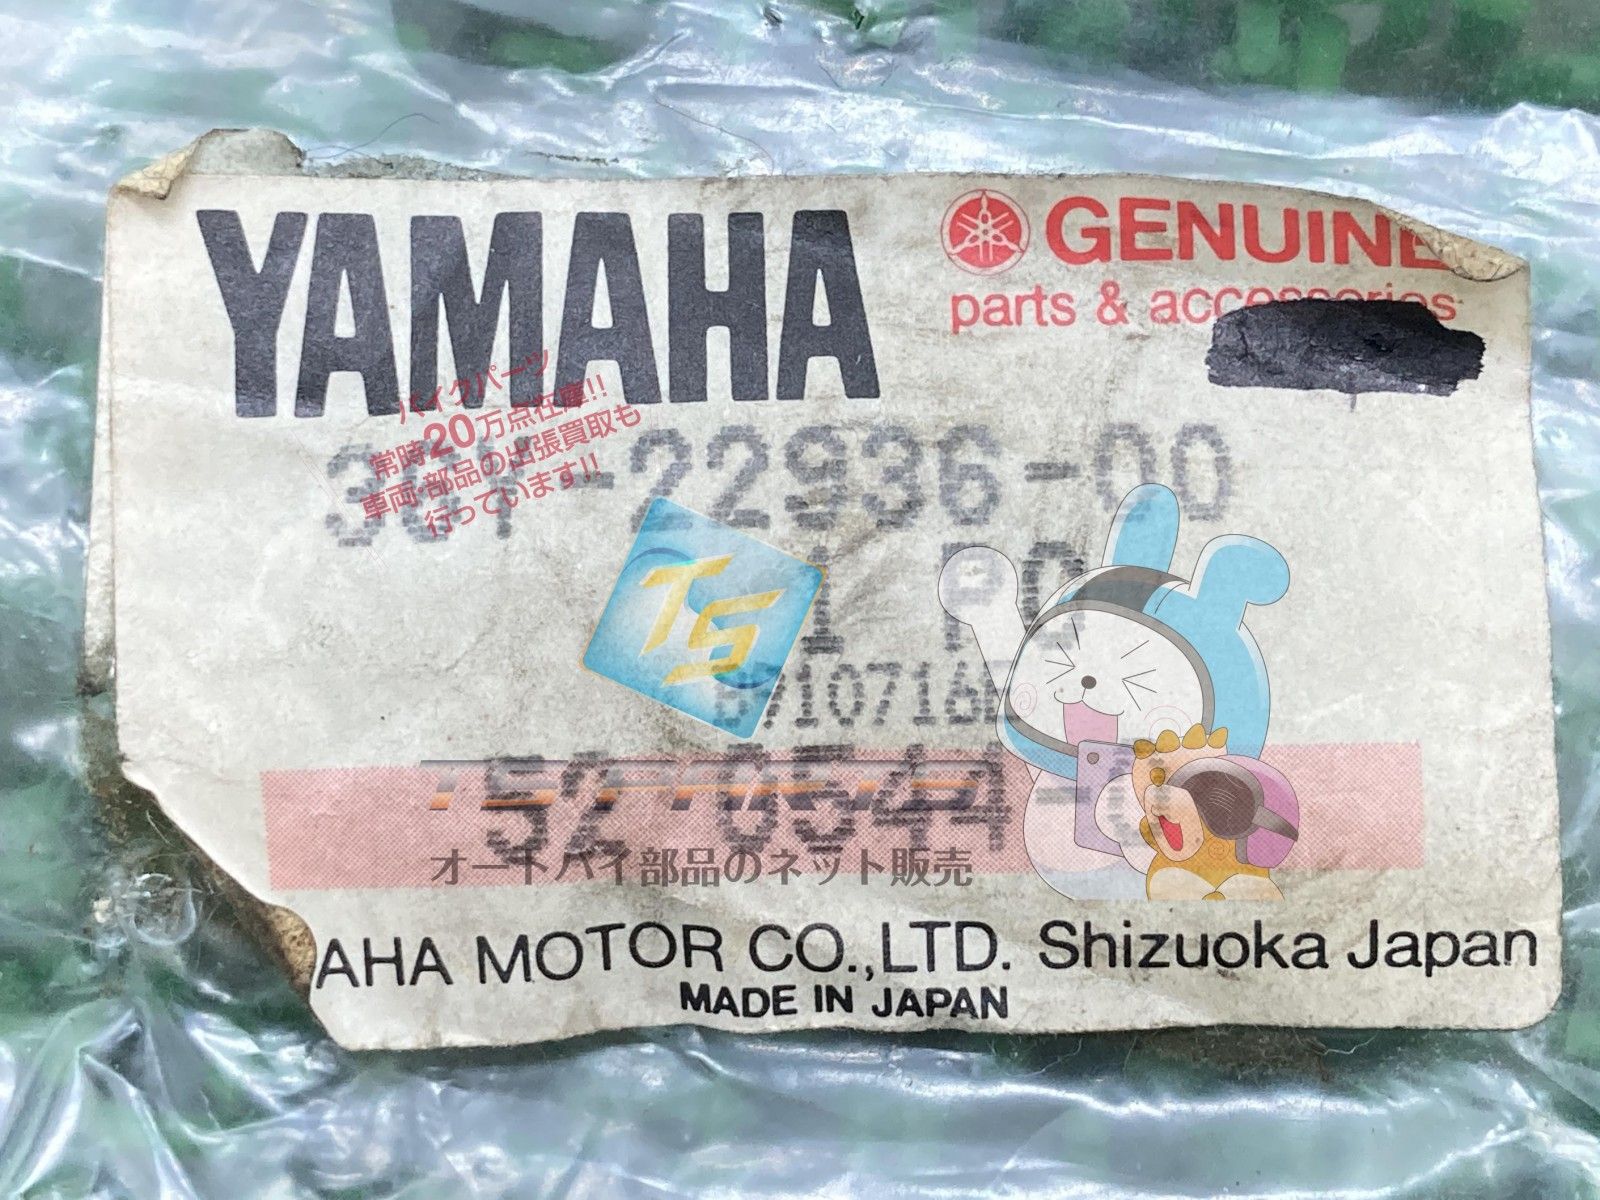 YAMAHA
GENUINE
parts & accessories
バイクパーツ
常時20万点在庫!!
車両・部品の出張買取も
行っています!!
-22936-00
1 PC
TS
オートバイ部品のネット販売
AHA MOTOR CO.,LTD. Shizuoka Japan
MADE IN JAPAN